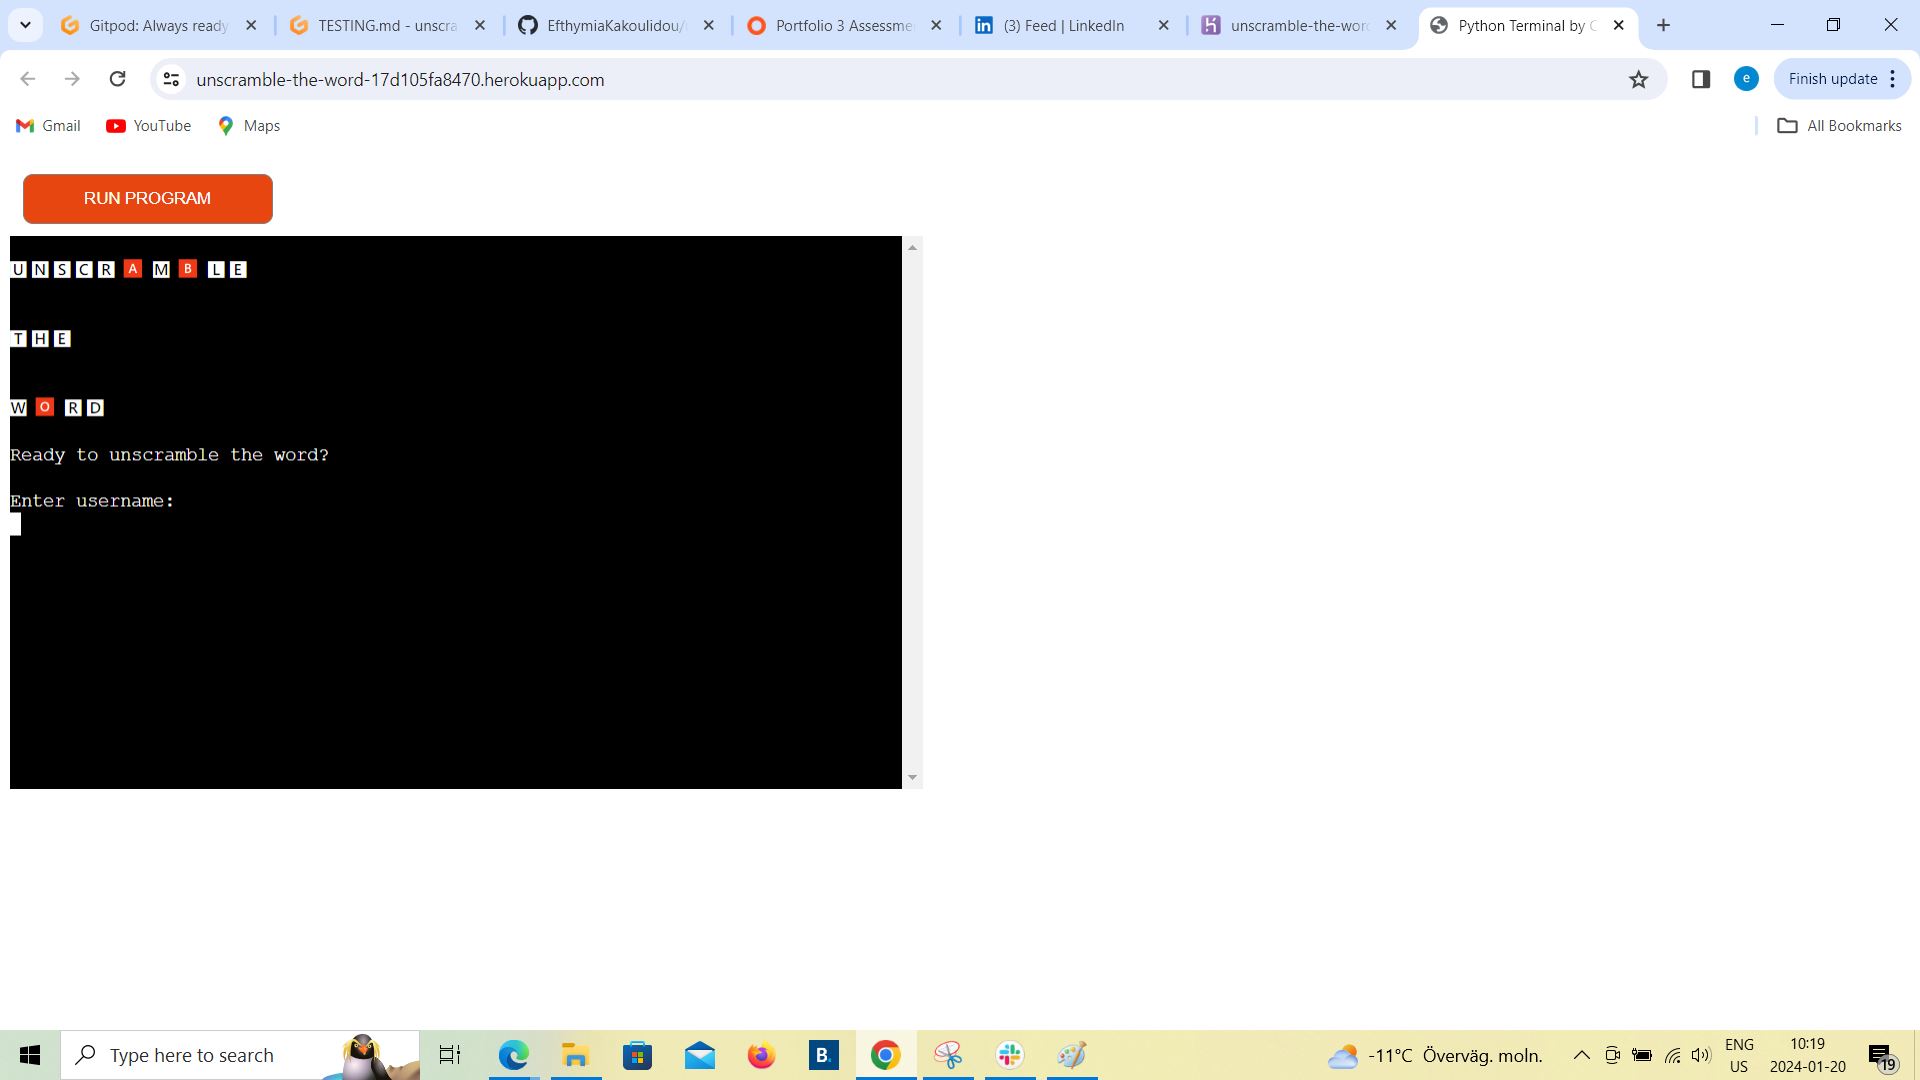 Gitpod: Always ready
TESTING.md - unscra
EfthymiaKakoulidou/
Portfolio 3 Assessme
(3) Feed | LinkedIn
unscramble-the-wor
Python Terminal by C
unscramble-the-word-17d105fa8470.herokuapp.com
e
Finish update
Gmail
YouTube
Maps
All Bookmarks
RUN PROGRAM
U N S C R A M B L E
T H E
W O R D
Ready to unscramble the word?
Enter username:
Type here to search
B.
-11°C Överväg. moln.
ENG
US
10:19
2024-01-20
19